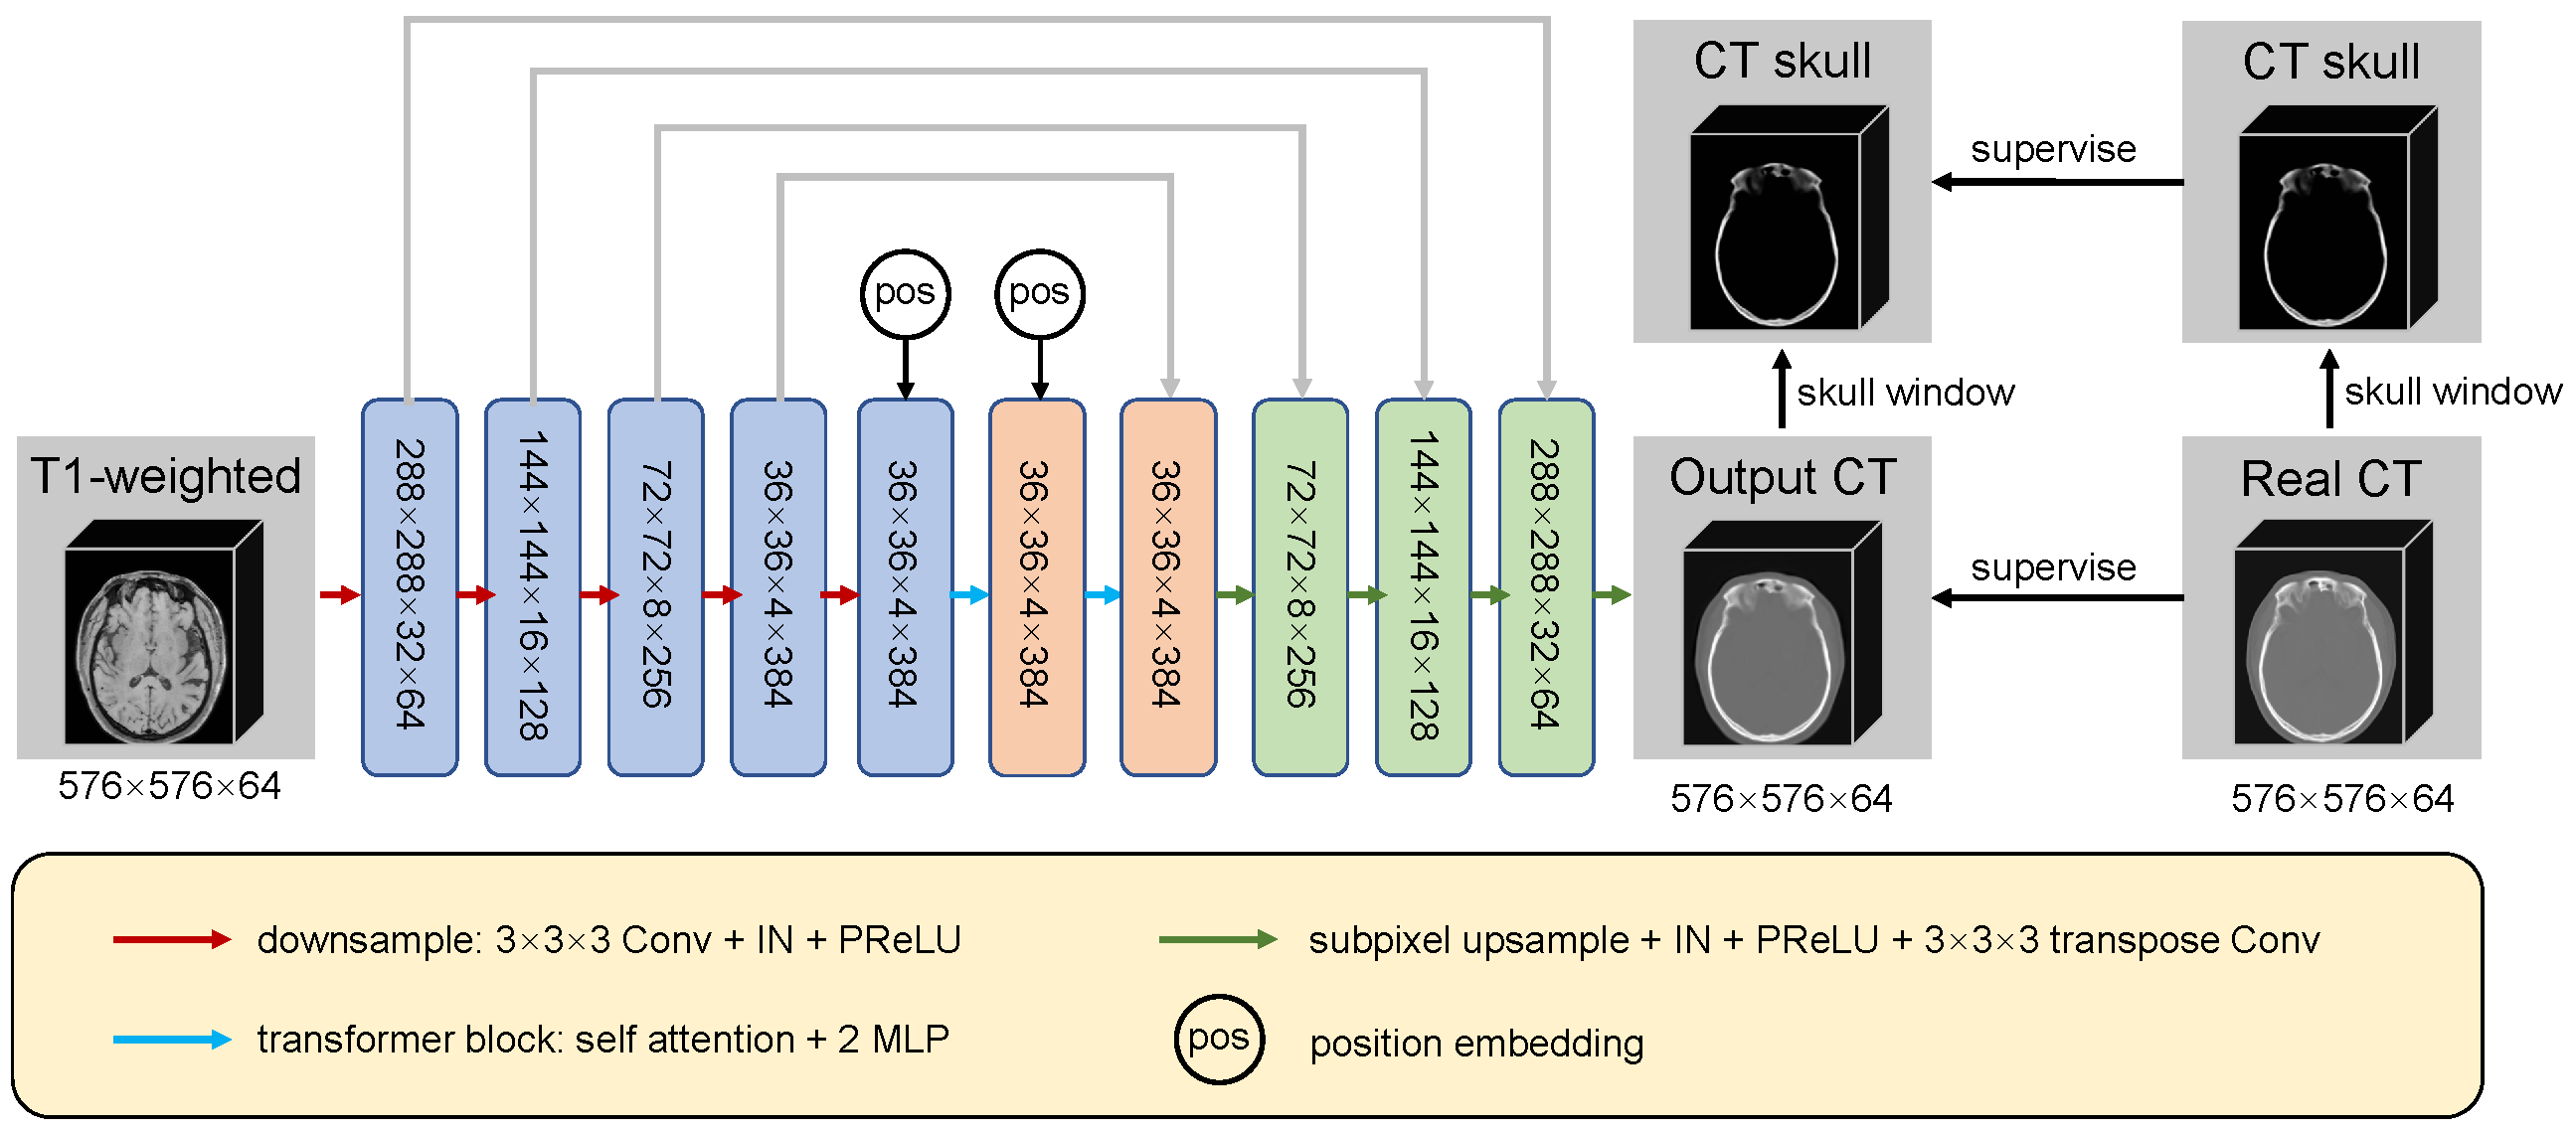 CT skull
CT skull
supervise
pos
pos
skull window
skull window
T1-weighted
288×288×32×64
144×144×16×128
72×72×8×256
36×36×4×384
36×36×4×384
36×36×4×384
36×36×4×384
72×72×8×256
144×144×16×128
288×288×32×64
Output CT
Real CT
supervise
576×576×64
576×576×64
576×576×64
downsample: 3×3×3 Conv + IN + PReLU
subpixel upsample + IN + PReLU + 3×3×3 transpose Conv
transformer block: self attention + 2 MLP
pos
position embedding